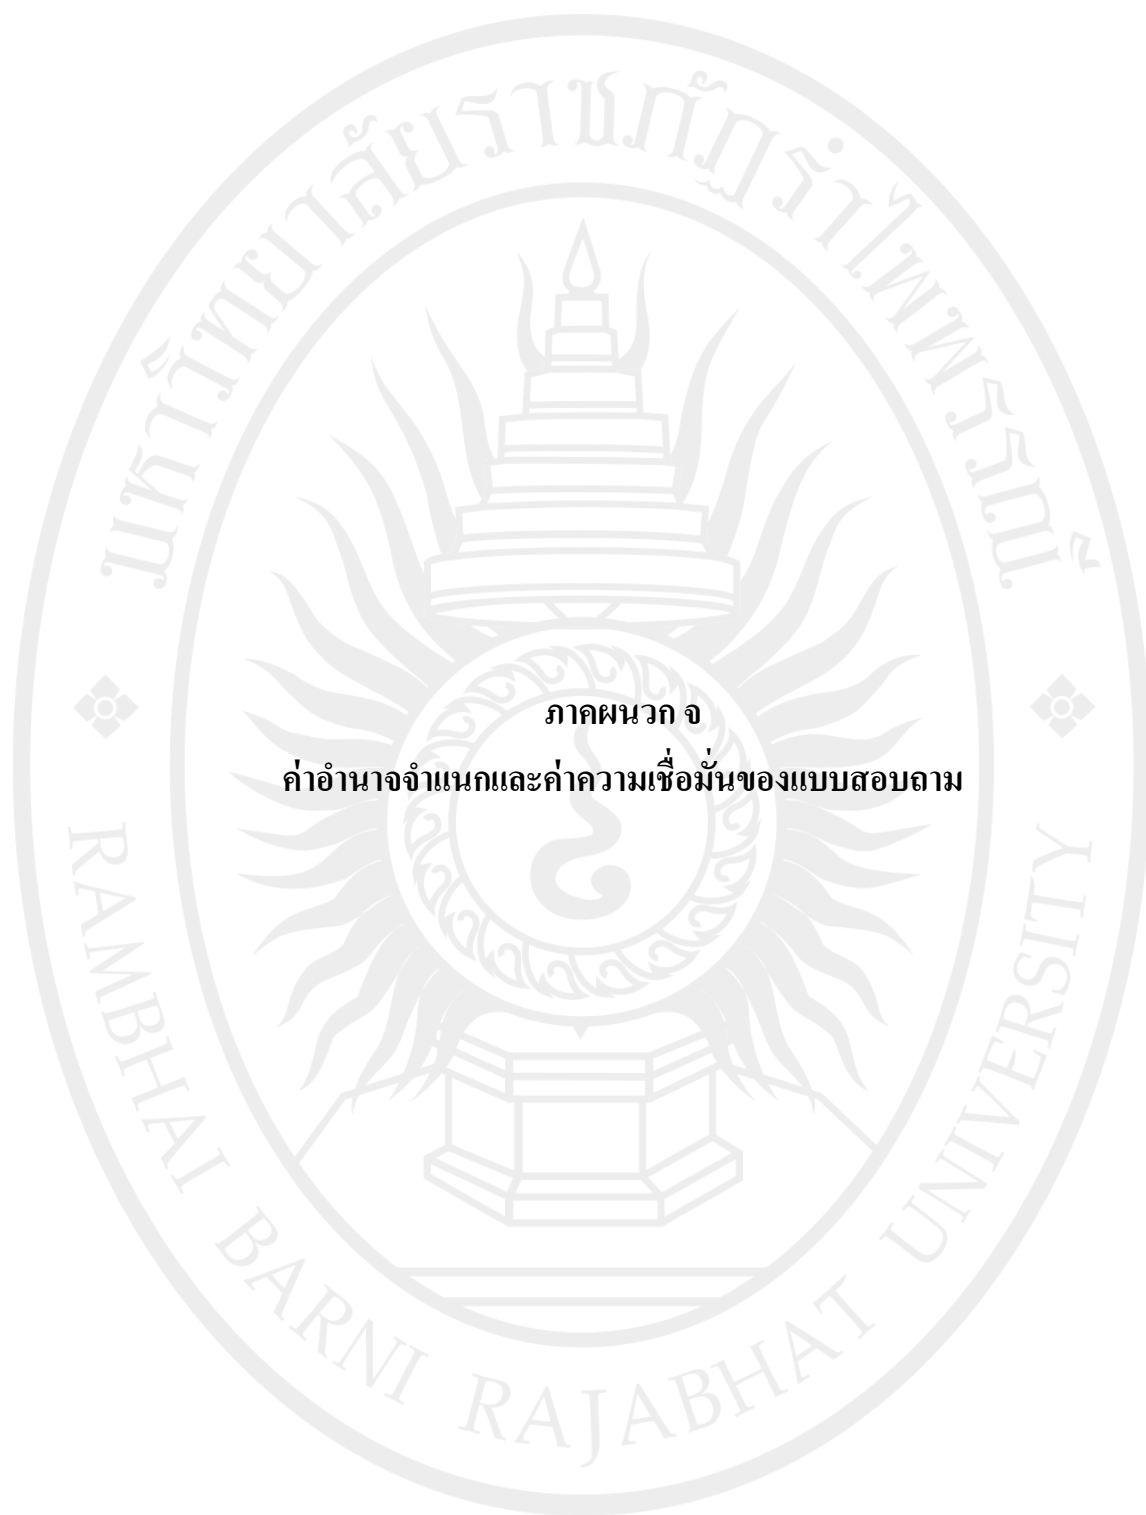 มหาวิทยาลัยราชภัฏรำไพพรรณี
ภาคผนวก จ
ค่าอำนาจจำแนกและค่าความเชื่อมั่นของแบบสอบถาม
RAMBHAI BARNI RAJABHAT UNIVERSITY